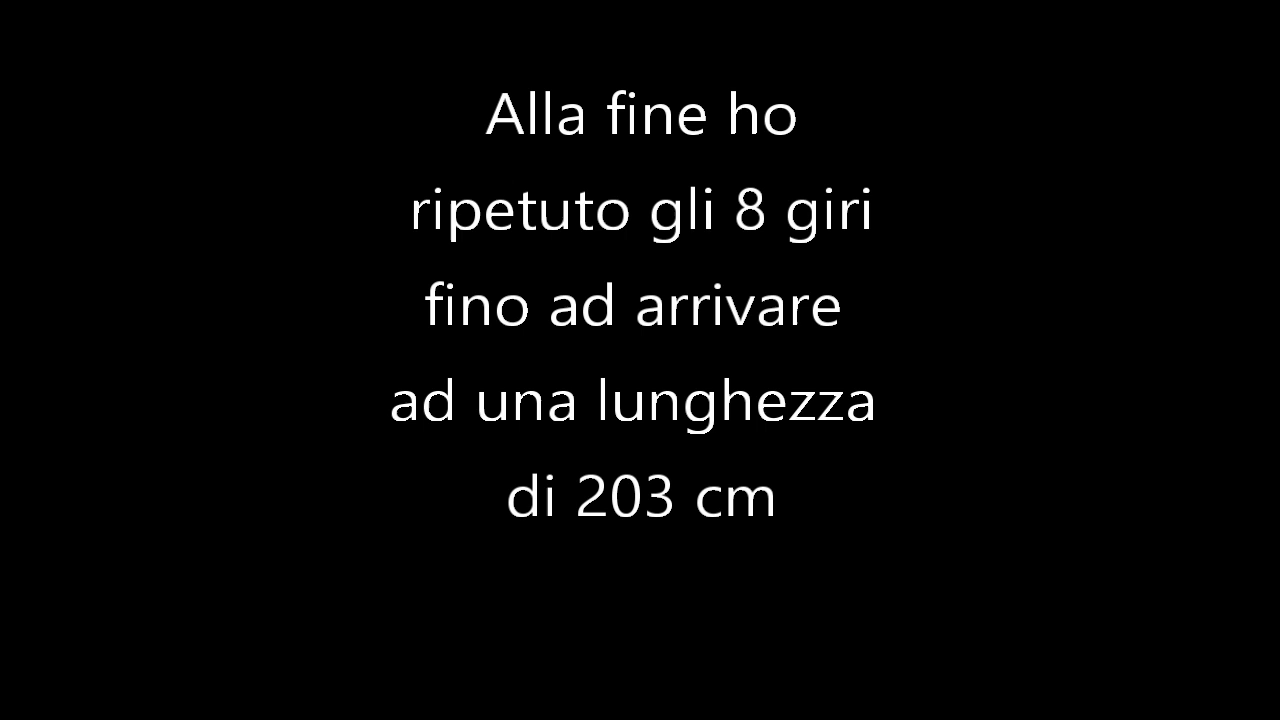 Alla fine ho
ripetuto gli 8 giri
fino ad arrivare
ad una lunghezza
di 203 cm